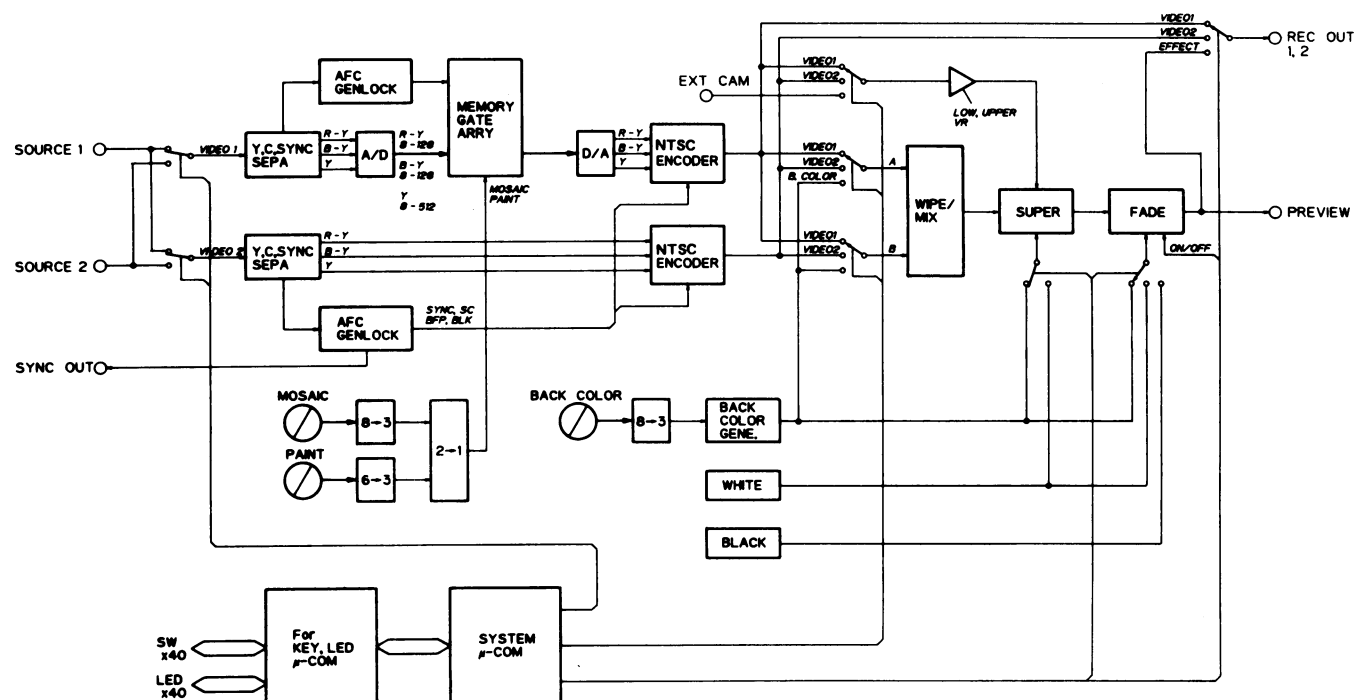 VIDEO1
VIDEO2
EFFECT
REC OUT
1, 2
AFC
GENLOCK
MEMORY
GATE
ARRY
EXT CAM
VIDEO1
VIDEO2
LOW, UPPER
VR
SOURCE 1
VIDEO 1
Y,C,SYNC
SEPA
R-Y
B-Y
Y
A/D
R-Y
8-128
B-Y
8-128
Y
8-512
MOSAIC
PAINT
D/A
R-Y
B-Y
Y
NTSC
ENCODER
VIDEO1
VIDEO2
B. COLOR
A
WIPE/
MIX
SUPER
FADE
PREVIEW
SOURCE 2
VIDEO 2
Y,C,SYNC
SEPA
R-Y
B-Y
Y
NTSC
ENCODER
VIDEO1
VIDEO2
B
ON/OFF
AFC
GENLOCK
SYNC, SC
BFP, BLK
SYNC OUT
MOSAIC
8→3
PAINT
6→3
2→1
BACK COLOR
8→3
BACK
COLOR
GENE.
WHITE
BLACK
SW
x40
LED
x40
For
KEY, LED
μ-COM
SYSTEM
μ-COM